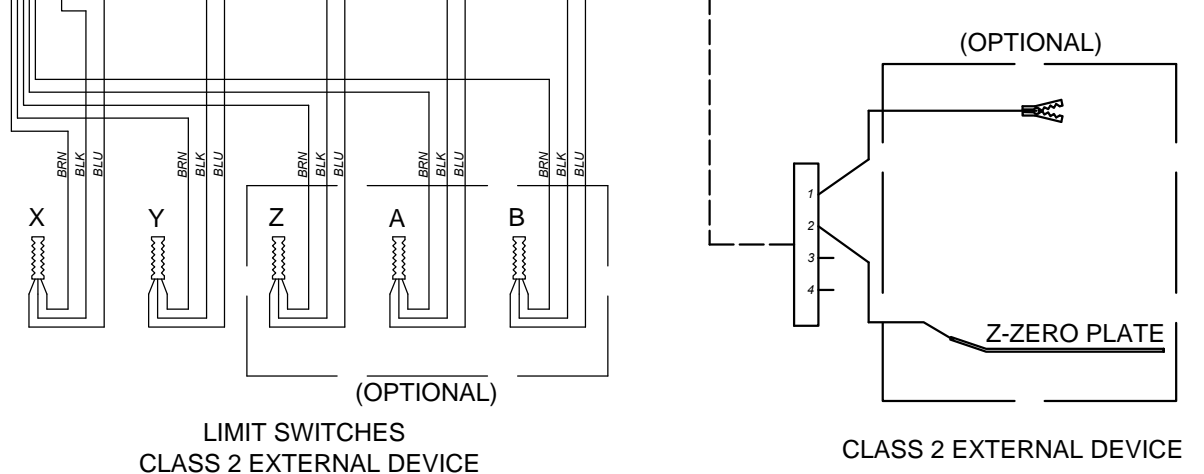 (OPTIONAL)
BRN BLK BLU BRN BLK BLU BRN BLK BLU BRN BLK BLU BRN BLK BLU
X Y Z A B
1
2
3
4
Z-ZERO PLATE
(OPTIONAL)
LIMIT SWITCHES
CLASS 2 EXTERNAL DEVICE
CLASS 2 EXTERNAL DEVICE